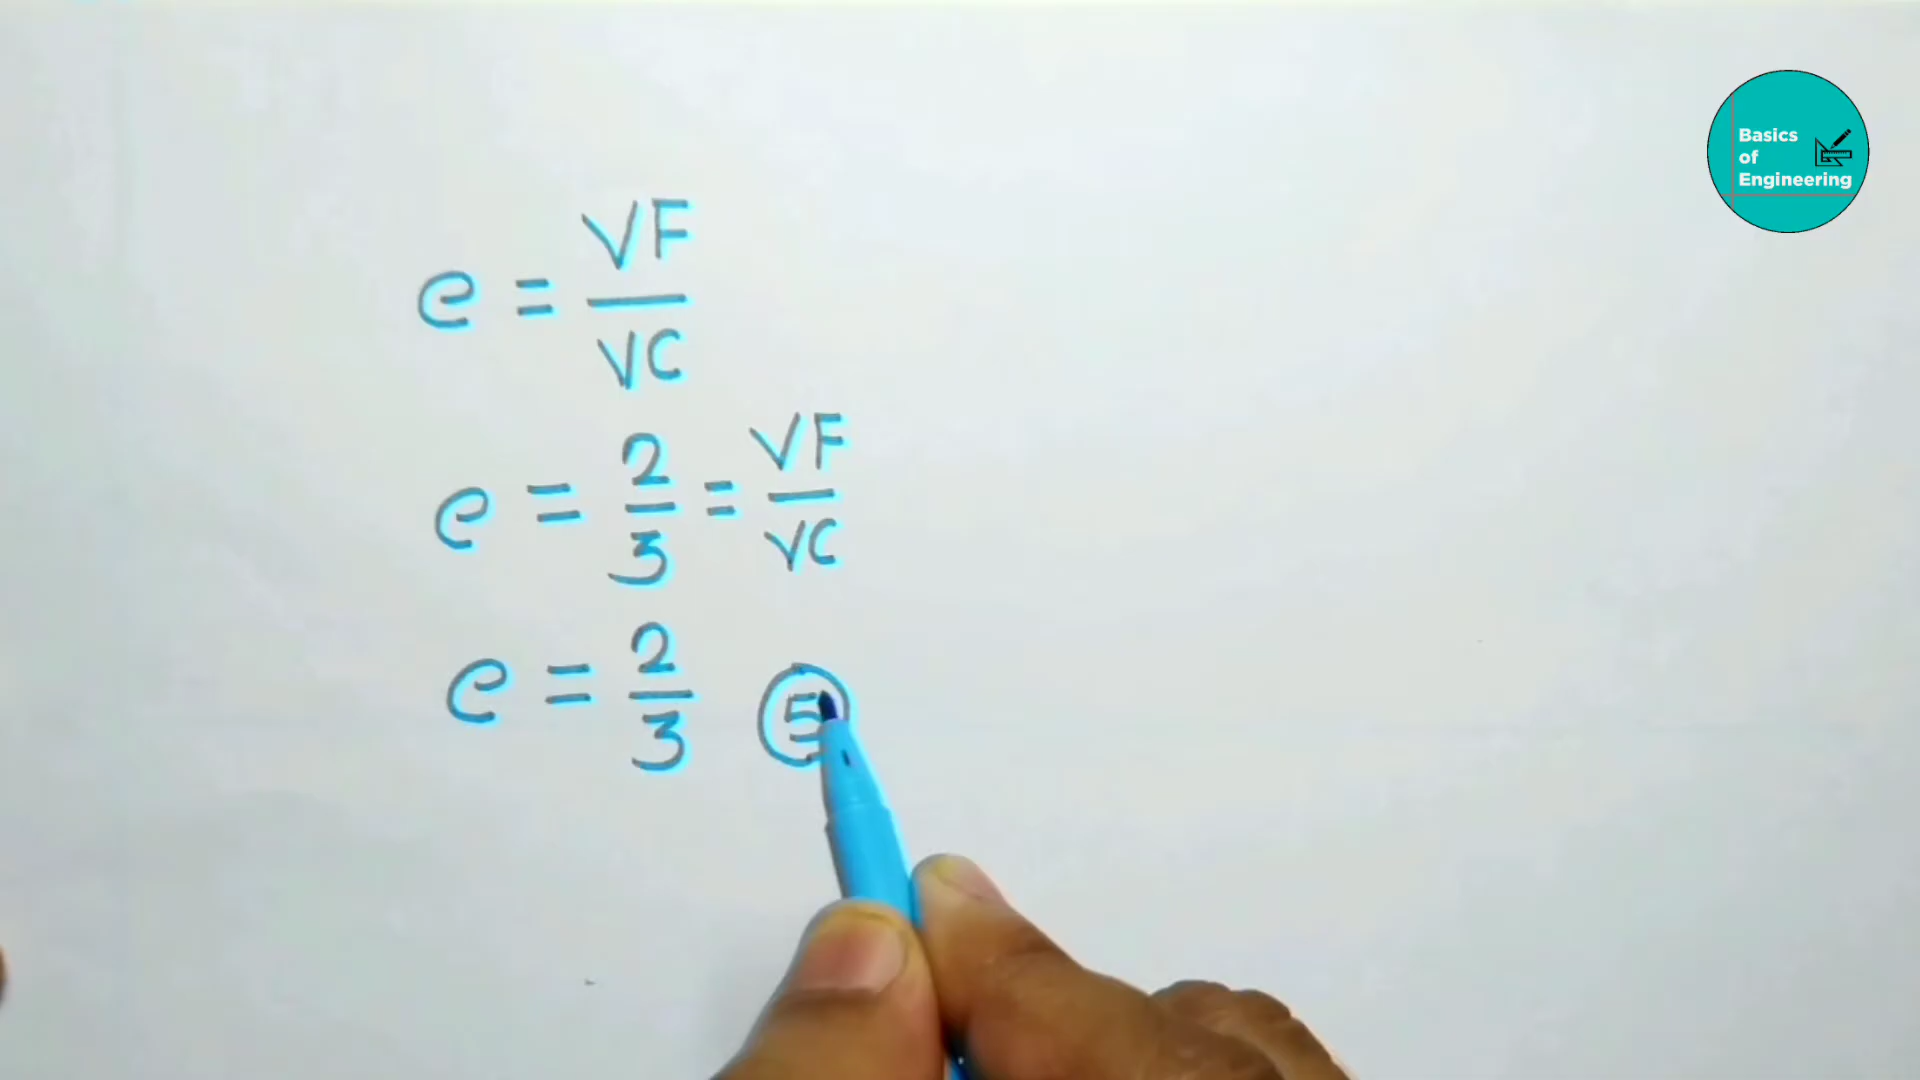 Basics
of
Engineering
e = VF/VC
e = 2/3 = VF/VC
e = 2/3 5